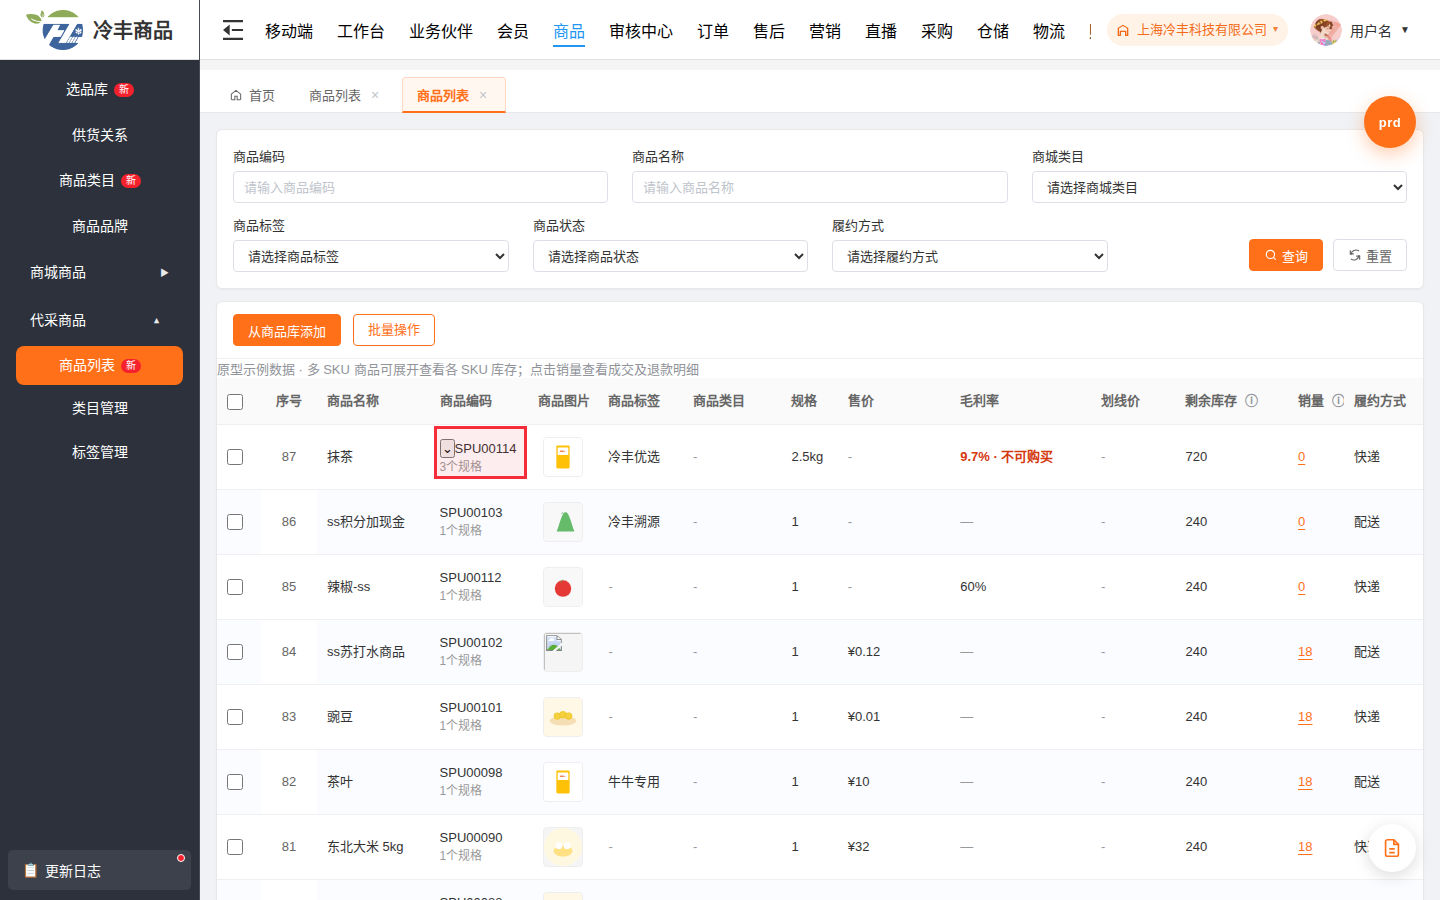 冷丰商品
移动端 工作台 业务伙伴 会员 商品 审核中心 订单 售后 营销 直播 采购 仓储 物流
上海冷丰科技有限公司 ▾
用户名 ▼
选品库 新
供货关系
商品类目 新
商品品牌
商城商品 ▶
代采商品 ▲
商品列表 新
类目管理
标签管理
更新日志
首页 商品列表 × 商品列表 ×
prd
商品编码 商品名称 商城类目
请输入商品编码 请输入商品名称 请选择商城类目
商品标签 商品状态 履约方式
请选择商品标签 请选择商品状态 请选择履约方式 查询 重置
从商品库添加 批量操作
原型示例数据 · 多 SKU 商品可展开查看各 SKU 库存；点击销量查看成交及退款明细
序号 商品名称 商品编码 商品图片 商品标签 商品类目 规格 售价 毛利率 划线价 剩余库存 ⓘ 销量 ⓘ 履约方式
87 抹茶 SPU00114 3个规格 冷丰优选 - 2.5kg - 9.7% · 不可购买 - 720 0 快递
86 ss积分加现金 SPU00103 1个规格 冷丰溯源 - 1 - — - 240 0 配送
85 辣椒-ss SPU00112 1个规格 - - 1 - 60% - 240 0 快递
84 ss苏打水商品 SPU00102 1个规格 - - 1 ¥0.12 — - 240 18 配送
83 豌豆 SPU00101 1个规格 - - 1 ¥0.01 — - 240 18 快递
82 茶叶 SPU00098 1个规格 牛牛专用 - 1 ¥10 — - 240 18 配送
81 东北大米 5kg SPU00090 1个规格 - - 1 ¥32 — - 240 18 快